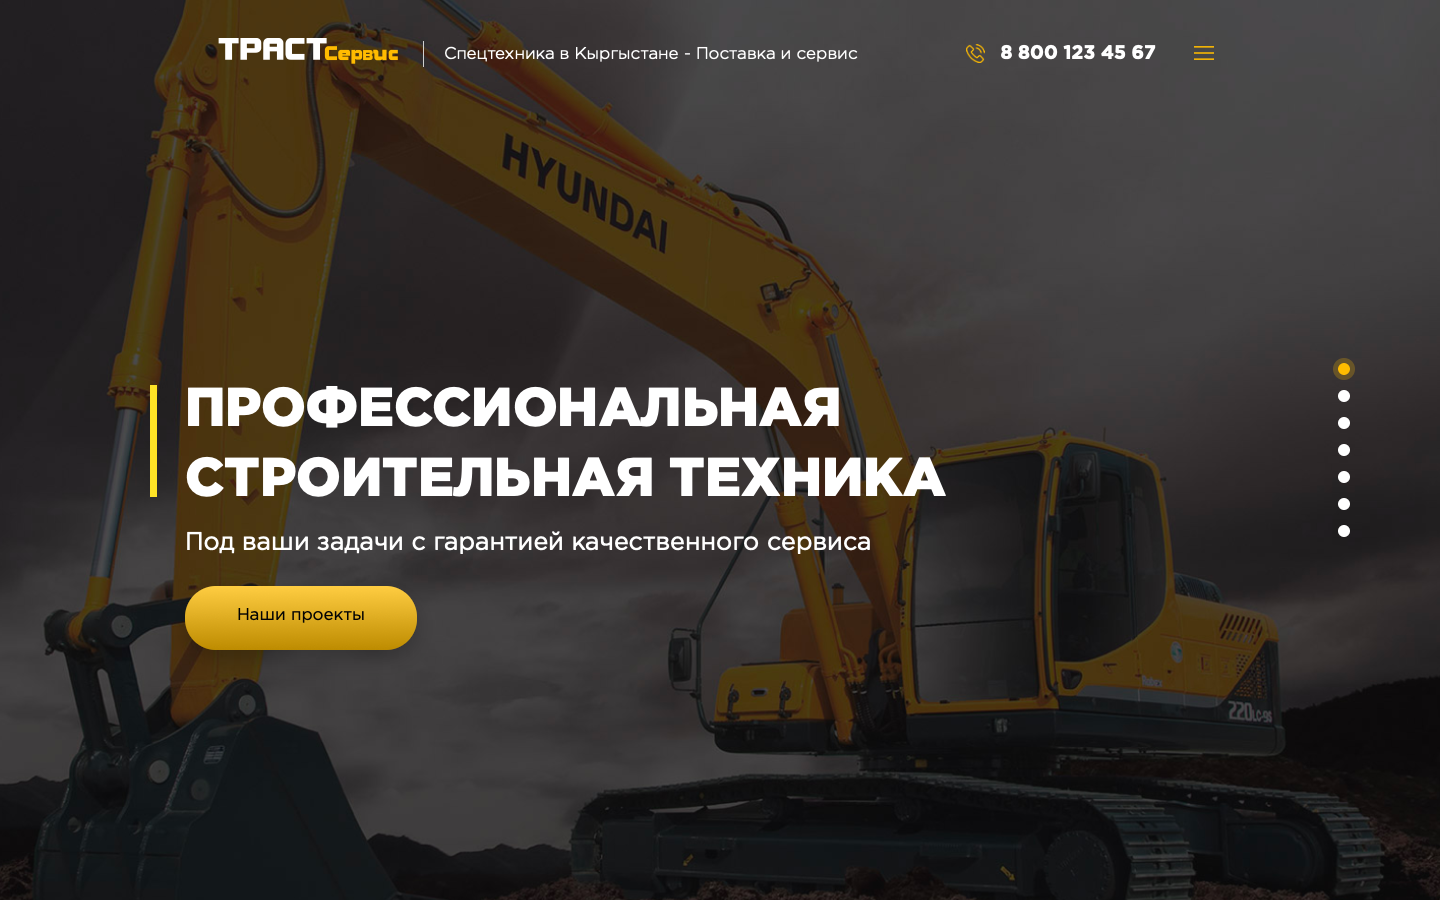 ТРАСТСервис
Спецтехника в Кыргыстане - Поставка и сервис
8 800 123 45 67
HYUNDAI
ПРОФЕССИОНАЛЬНАЯ
СТРОИТЕЛЬНАЯ ТЕХНИКА
Под ваши задачи с гарантией качественного сервиса
Наши проекты
220LC-9S